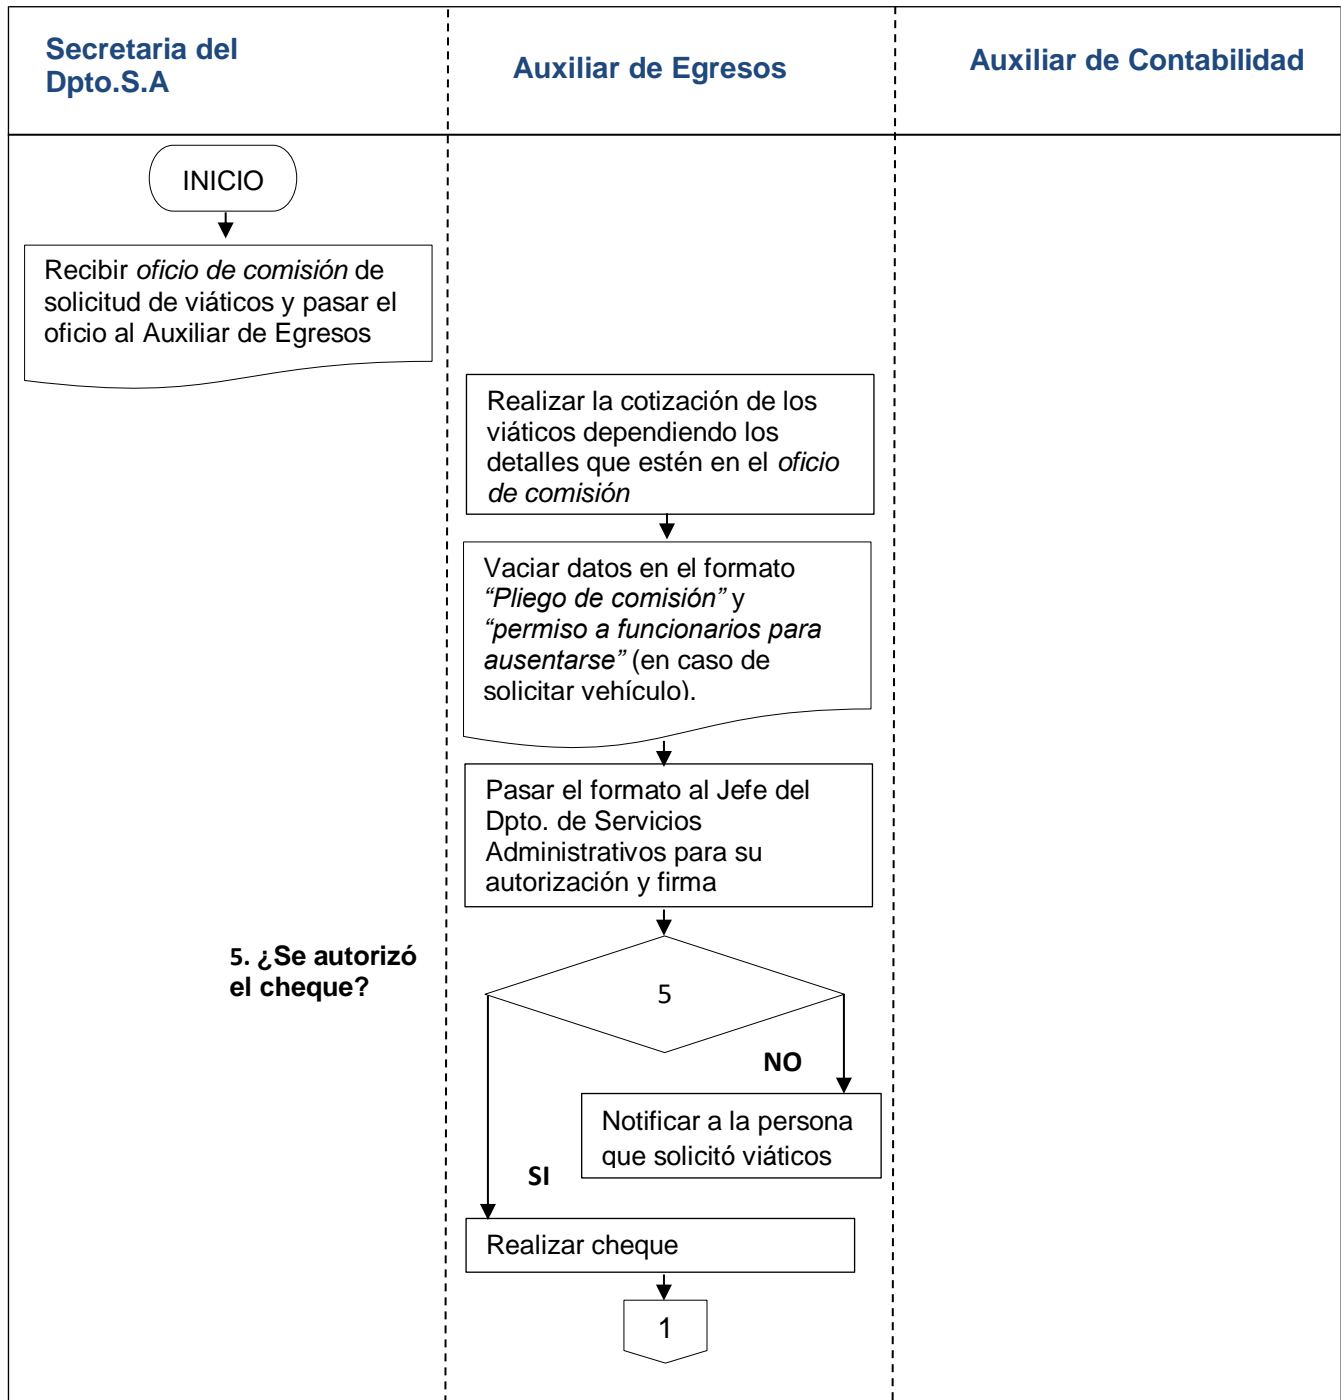 Secretaria del
Dpto.S.A
Auxiliar de Egresos
Auxiliar de Contabilidad
INICIO
Recibir oficio de comisión de
solicitud de viáticos y pasar el
oficio al Auxiliar de Egresos
Realizar la cotización de los
viáticos dependiendo los
detalles que estén en el oficio
de comisión
Vaciar datos en el formato
“Pliego de comisión” y
“permiso a funcionarios para
ausentarse” (en caso de
solicitar vehículo).
Pasar el formato al Jefe del
Dpto. de Servicios
Administrativos para su
autorización y firma
5. ¿Se autorizó
el cheque?
5
NO
Notificar a la persona
que solicitó viáticos
SI
Realizar cheque
1